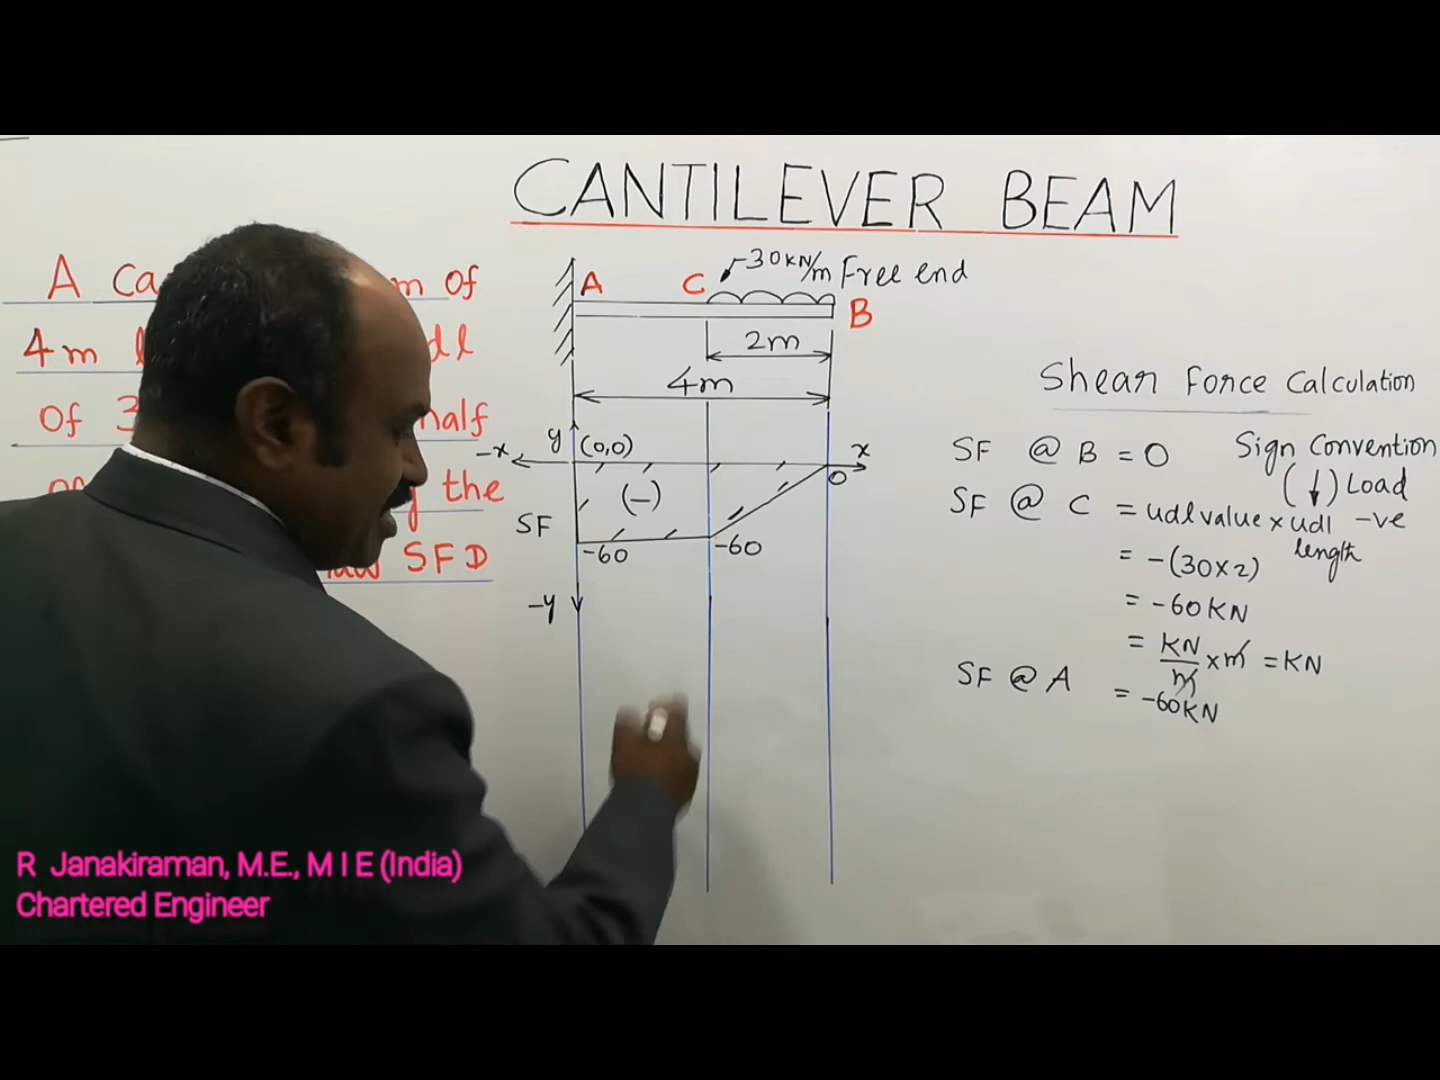 CANTILEVER BEAM
A Ca m of
4m dl
of 3 half
the
SFD
A
C
30KN/m
Free end
B
2m
4m
y
(0,0)
-x
x
0
(-)
SF
-60
-60
-y
Shear Force Calculation
SF @ B = 0
Sign Convention
(↓) Load
-ve
SF @ C = udl value x udl length
= -(30x2)
= -60KN
= KN/m x m = KN
SF @ A = -60KN
R Janakiraman, M.E., M I E (India)
Chartered Engineer